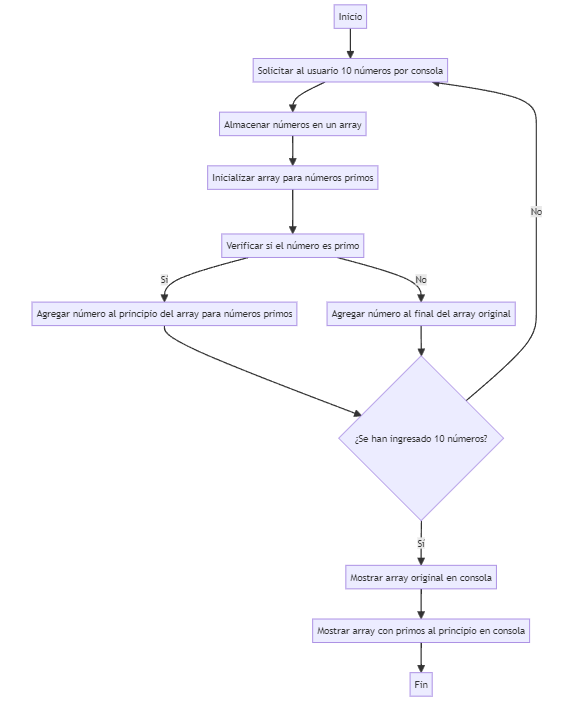 Inicio
Solicitar al usuario 10 números por consola
Almacenar números en un array
Inicializar array para números primos
Verificar si el número es primo
Sí
No
No
Agregar número al principio del array para números primos
Agregar número al final del array original
¿Se han ingresado 10 números?
Sí
Mostrar array original en consola
Mostrar array con primos al principio en consola
Fin